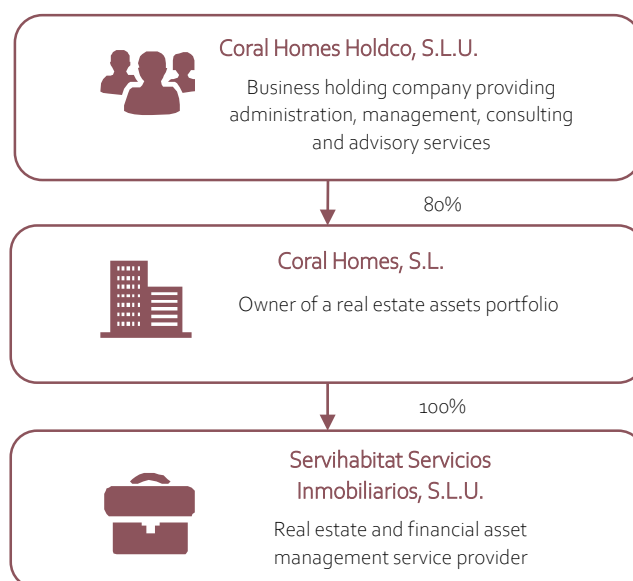 Coral Homes Holdco, S.L.U.
Business holding company providing
administration, management, consulting
and advisory services
80%
Coral Homes, S.L.
Owner of a real estate assets portfolio
100%
Servihabitat Servicios
Inmobiliarios, S.L.U.
Real estate and financial asset
management service provider